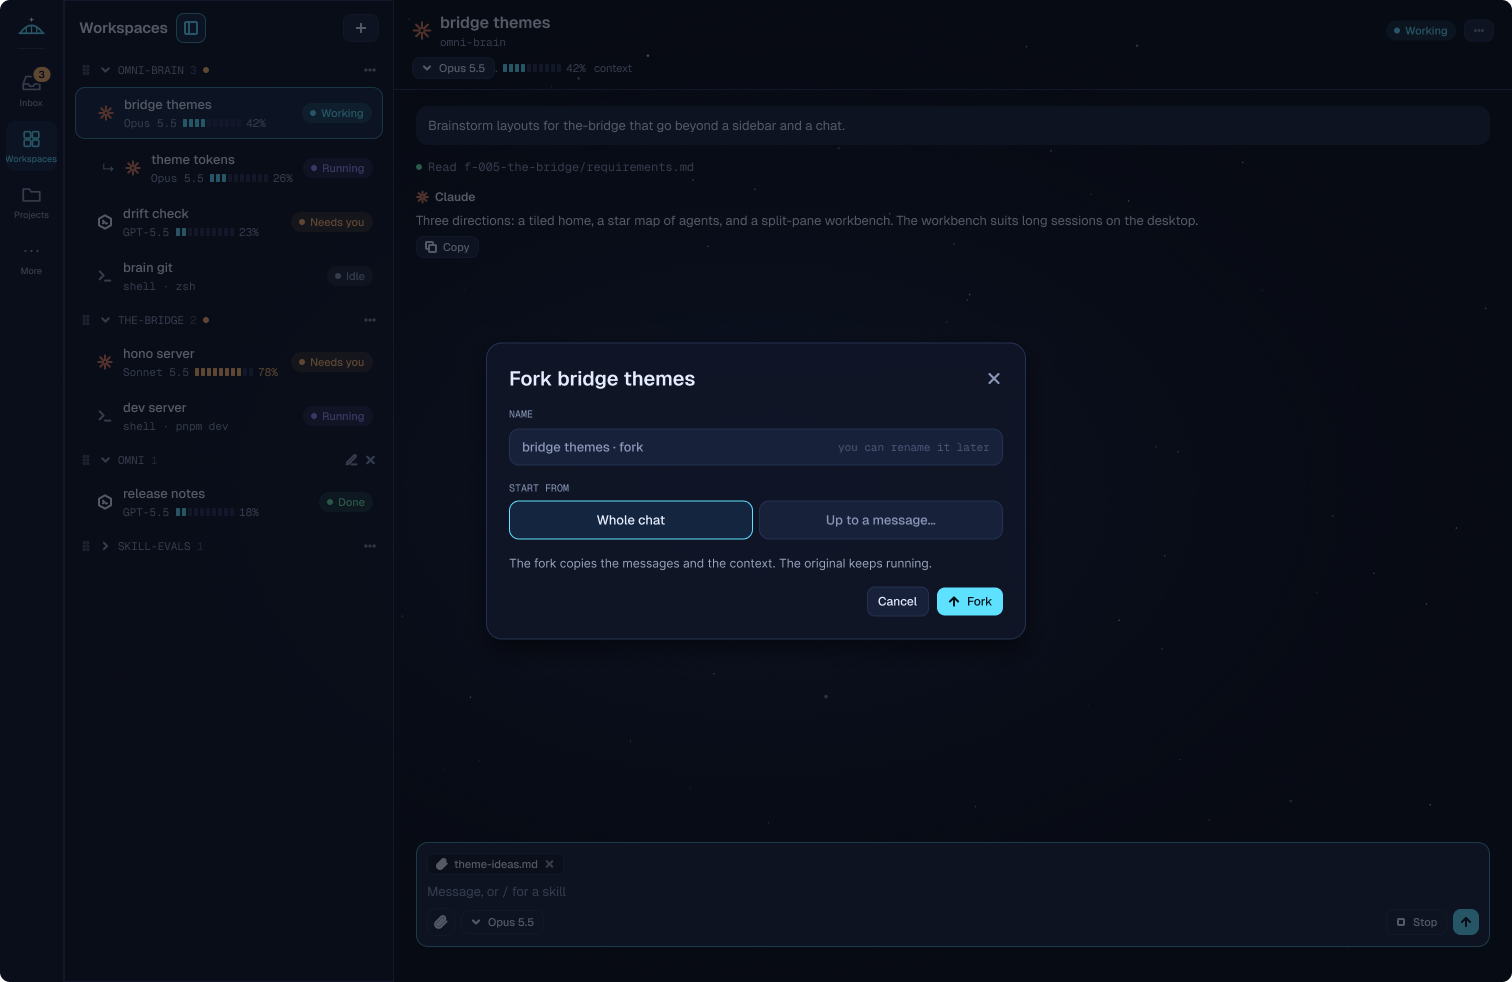 3
Inbox
Workspaces
Projects
More
Workspaces
OMNI-BRAIN 3
bridge themes
Opus 5.5 42%
Working
theme tokens
Opus 5.5 26%
Running
drift check
GPT-5.5 23%
Needs you
brain git
shell · zsh
Idle
THE-BRIDGE 2
hono server
Sonnet 5.5 78%
Needs you
dev server
shell · pnpm dev
Running
OMNI 1
release notes
GPT-5.5 18%
Done
SKILL-EVALS 1
bridge themes
omni-brain
Working
Opus 5.5 42% context
Brainstorm layouts for the-bridge that go beyond a sidebar and a chat.
Read f-005-the-bridge/requirements.md
Claude
Three directions: a tiled home, a star map of agents, and a split-pane workbench. The workbench suits long sessions on the desktop.
Copy
Fork bridge themes
NAME
bridge themes · fork
you can rename it later
START FROM
Whole chat
Up to a message…
The fork copies the messages and the context. The original keeps running.
Cancel
Fork
theme-ideas.md
Message, or / for a skill
Opus 5.5
Stop